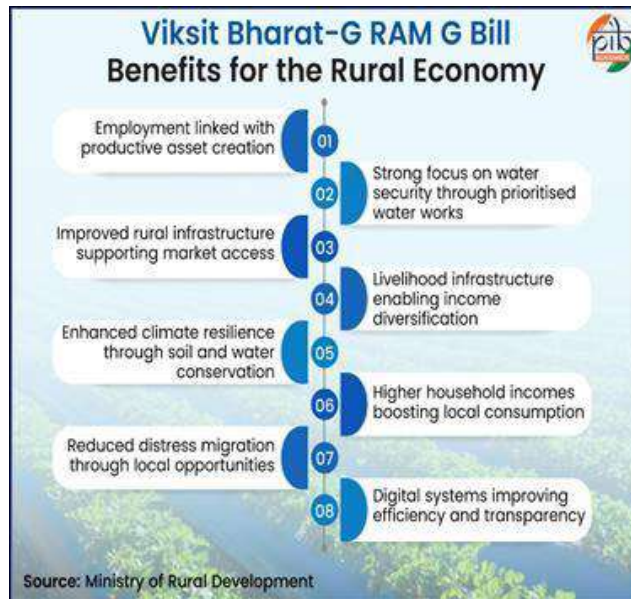 Viksit Bharat-G RAM G Bill
Benefits for the Rural Economy
pib
Employment linked with
productive asset creation
01
02
Strong focus on water
security through prioritised
water works
Improved rural infrastructure
supporting market access
03
04
Livelihood infrastructure
enabling income
diversification
Enhanced climate resilience
through soil and water
conservation
05
06
Higher household incomes
boosting local consumption
Reduced distress migration
through local opportunities
07
08
Digital systems improving
efficiency and transparency
Source: Ministry of Rural Development